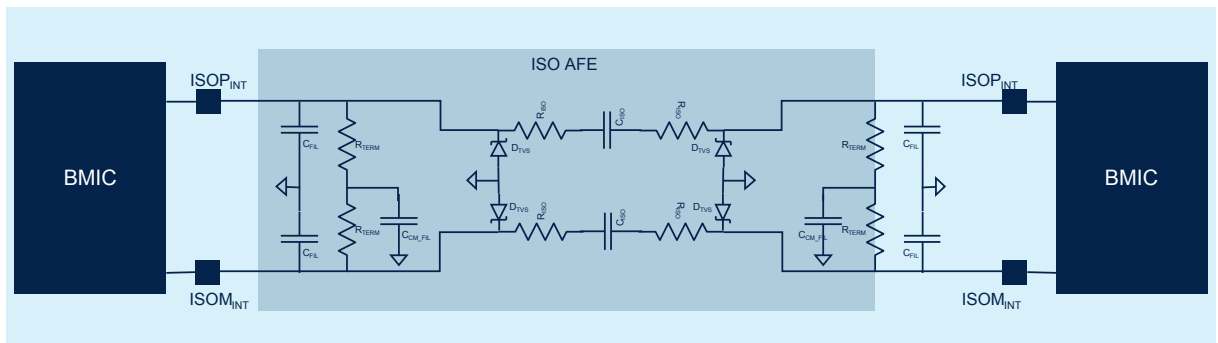 ISO AFE
BMIC
ISOP_INT
ISOM_INT
C_FIL
R_TERM
C_FIL
R_TERM
C_CM_FIL
D_TVS
D_TVS
R_ISO
C_ISO
R_ISO
R_ISO
C_ISO
R_ISO
D_TVS
D_TVS
R_TERM
C_FIL
C_CM_FIL
R_TERM
C_FIL
ISOP_INT
ISOM_INT
BMIC